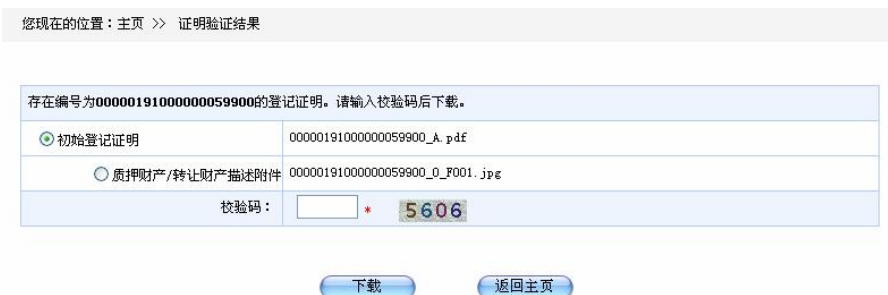 您现在的位置：主页 >> 证明验证结果
存在编号为00000191000000059900的登记证明。请输入校验码后下载。
初始登记证明 00000191000000059900_A.pdf
质押财产/转让财产描述附件 00000191000000059900_0_F001.jpg
校验码： * 5606
下载 返回主页